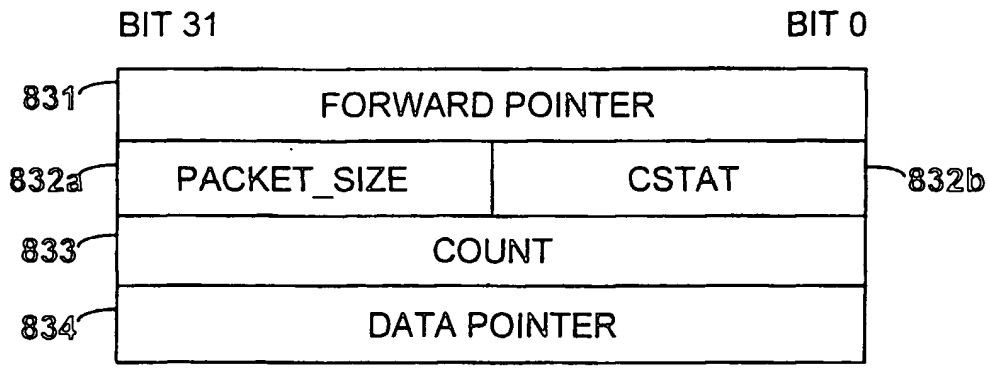 BIT 31 BIT 0
831 FORWARD POINTER
832a PACKET_SIZE CSTAT 832b
833 COUNT
834 DATA POINTER